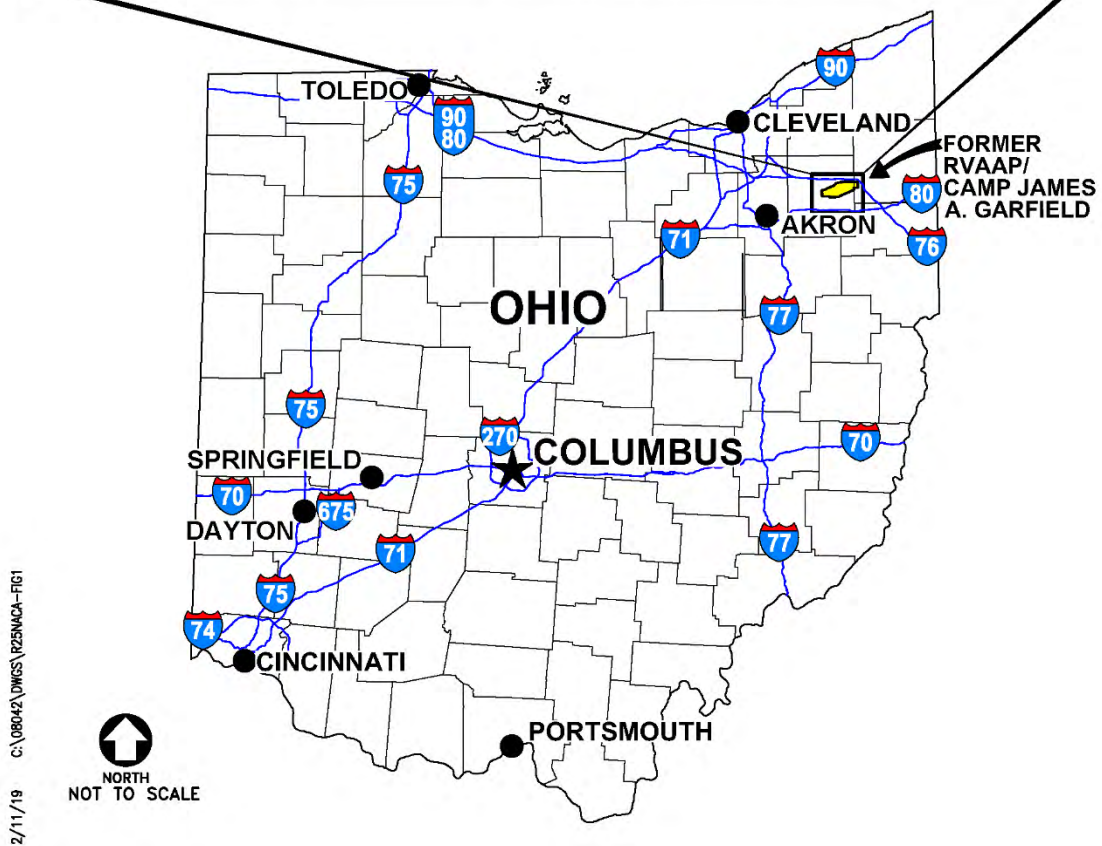 90
TOLEDO
CLEVELAND
90
80
FORMER
RVAAP/
CAMP JAMES
A. GARFIELD
75
80
AKRON
71
76
OHIO
77
75
270
COLUMBUS
70
SPRINGFIELD
70
675
DAYTON
71
77
75
74
CINCINNATI
PORTSMOUTH
NORTH
NOT TO SCALE
2/11/19 C:\08042\DWGS\R25NACA-FIG1